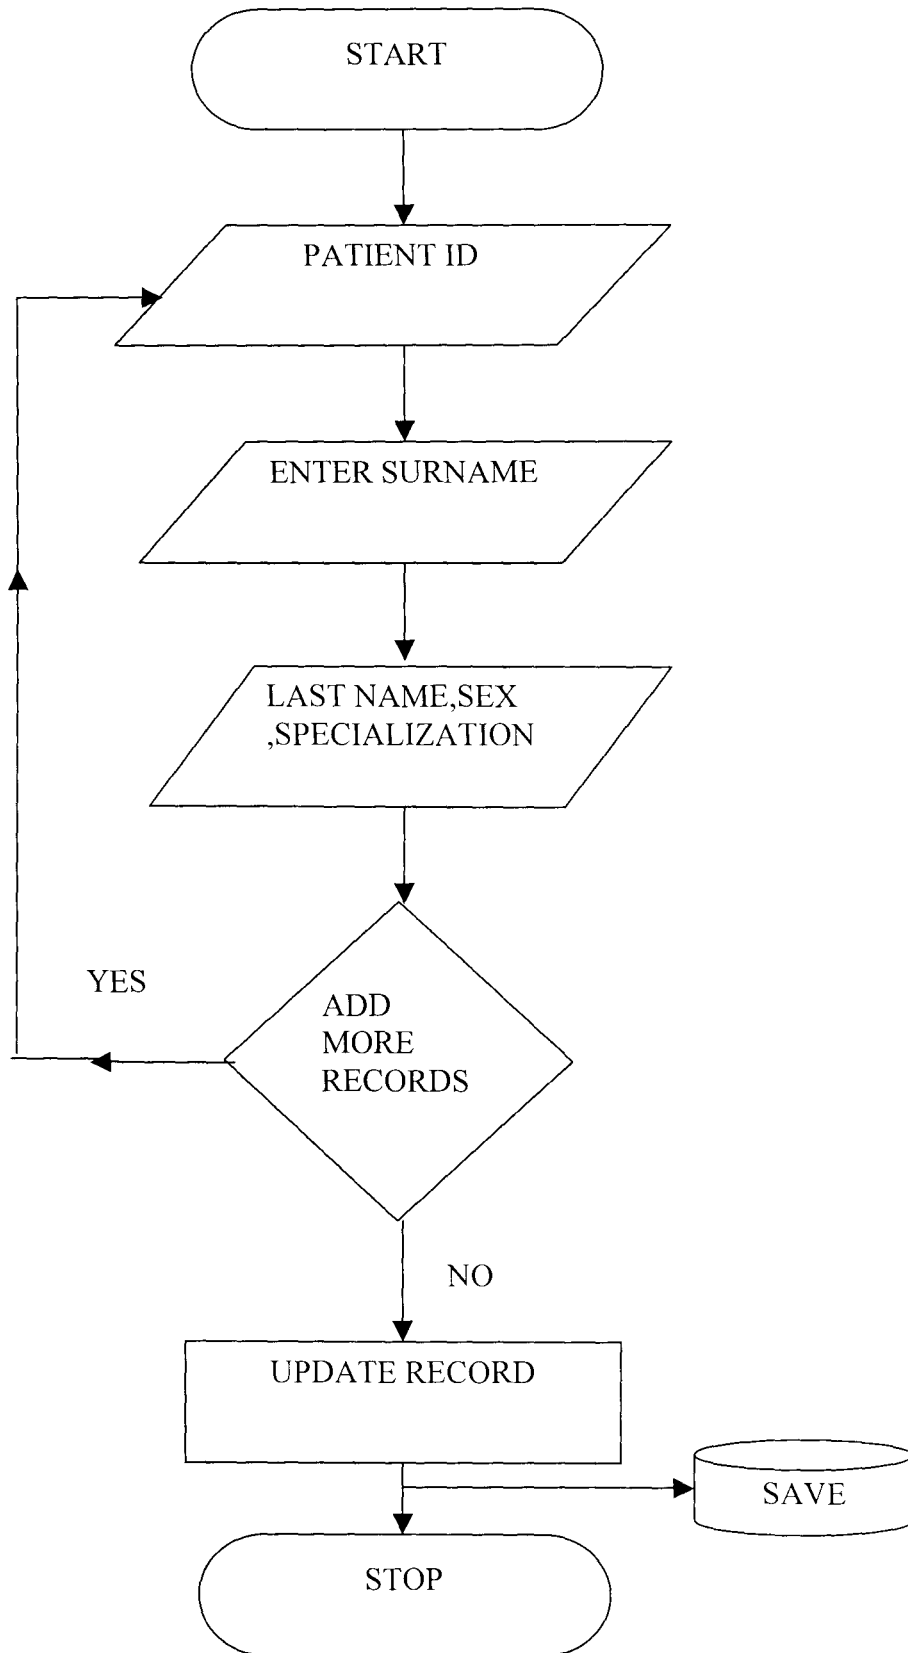 START
PATIENT ID
ENTER SURNAME
LAST NAME,SEX
,SPECIALIZATION
YES
ADD
MORE
RECORDS
NO
UPDATE RECORD
SAVE
STOP